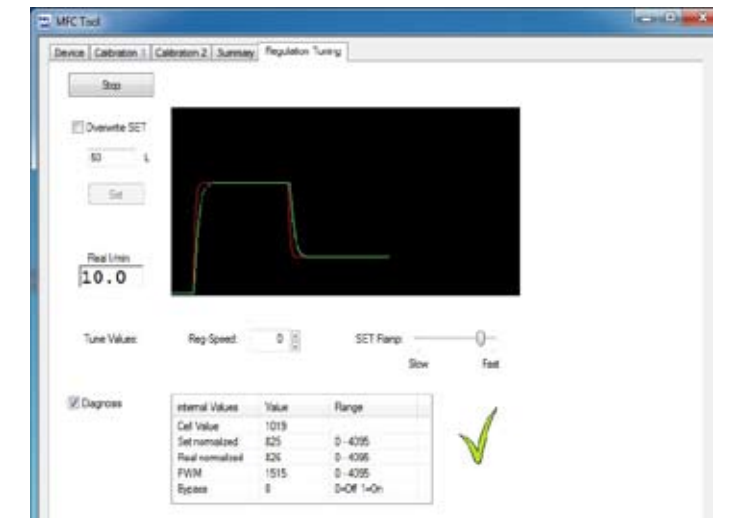 MFC Tool
Device Calibration 1 Calibration 2 Summary Regulation Tuning
Stop
Overwrite SET
50 L
Set
Real l/min
10.0
Tune Values: Reg-Speed: 0 SET Ramp:
Slow Fast
Diagnosis
internal Values Value Range
Cell Value 1019
Set normalized 825 0 - 4095
Real normalized 826 0 - 4095
PWM 1515 0 - 4095
Bypass 0 0=Off 1=On